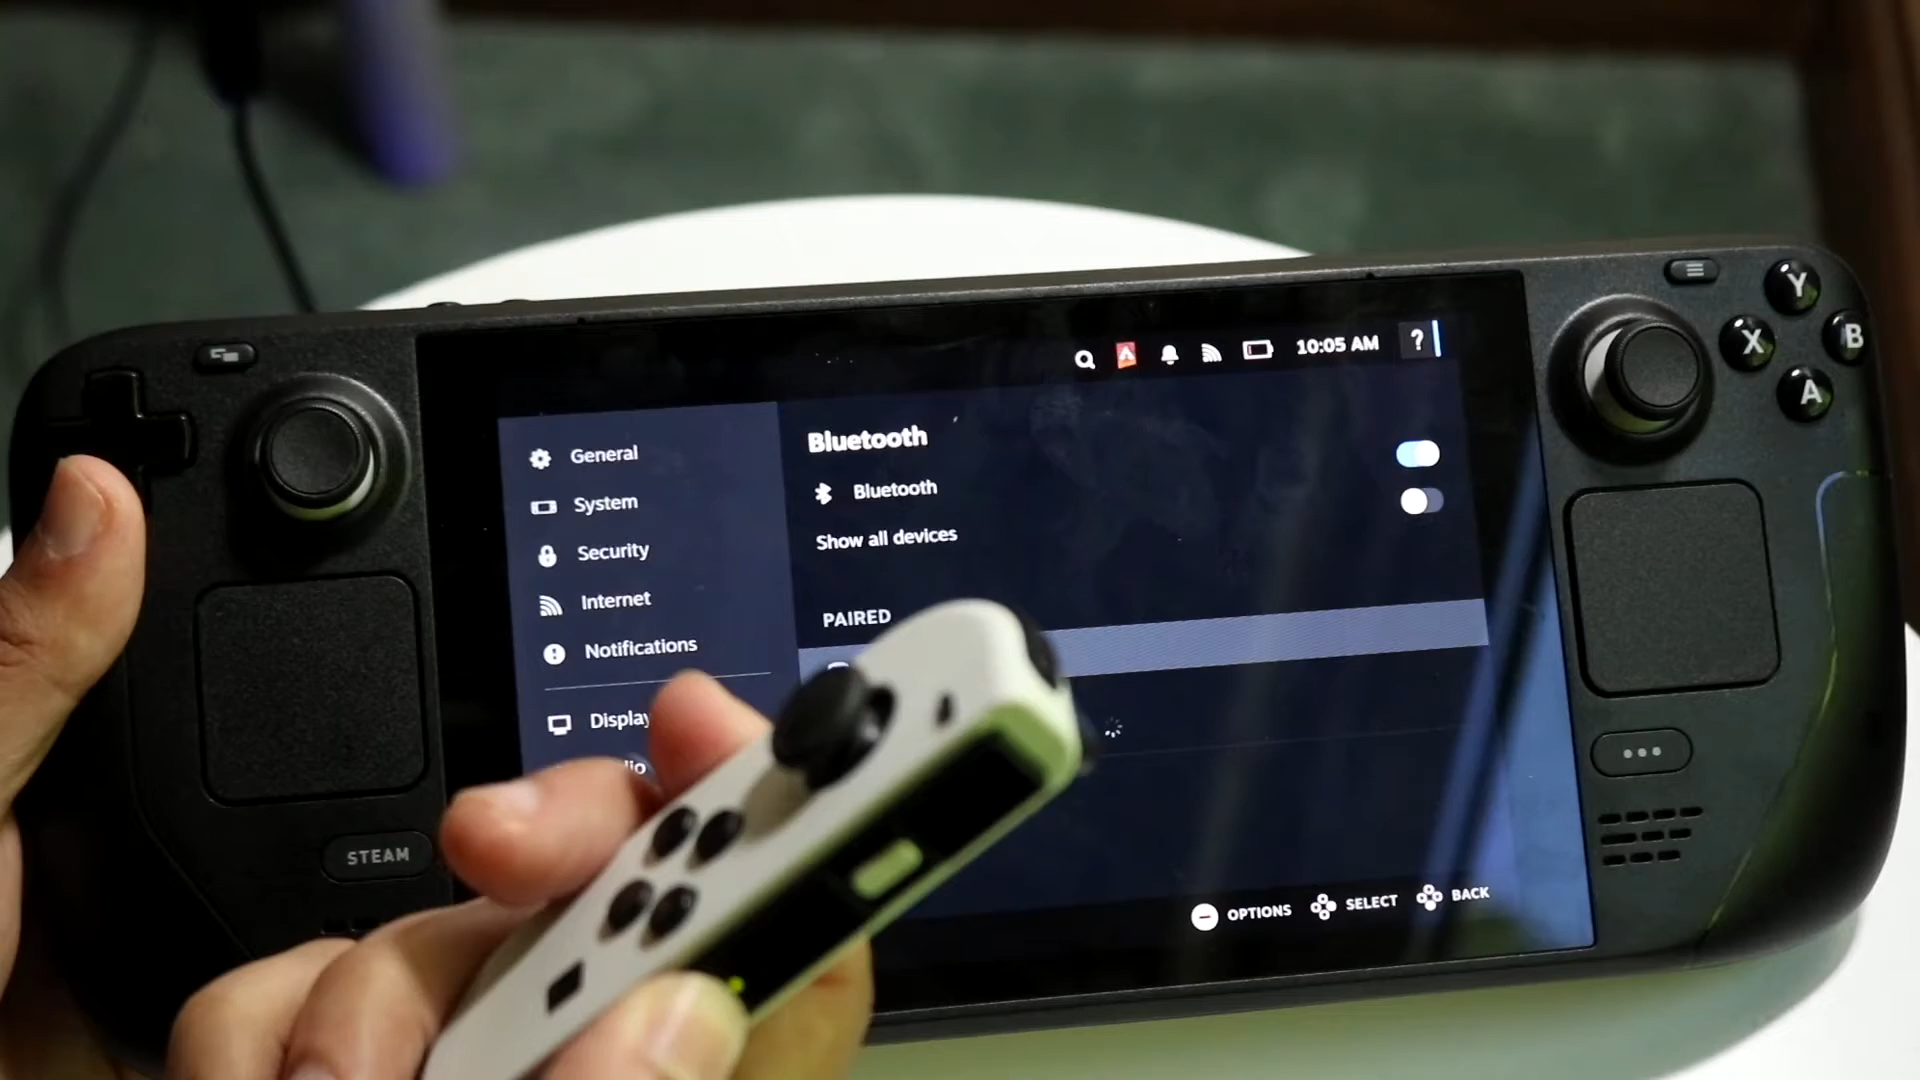 10:05 AM ?
General
System
Security
Internet
Notifications
Display
Bluetooth
Bluetooth
Show all devices
PAIRED
OPTIONS SELECT BACK
STEAM
Y
X
B
A